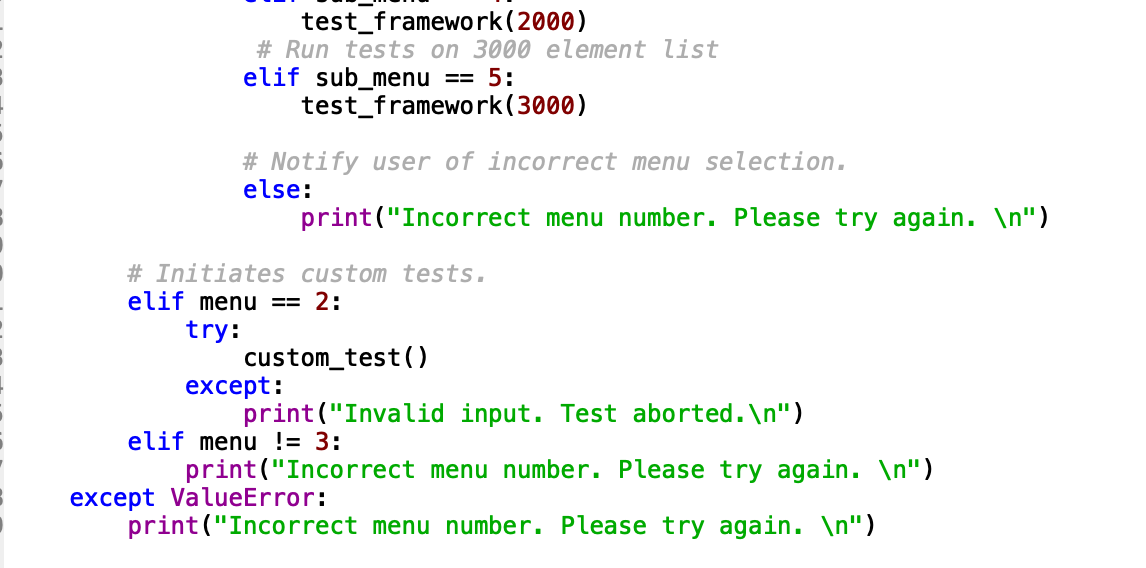 test_framework(2000)
# Run tests on 3000 element list
elif sub_menu == 5:
test_framework(3000)
# Notify user of incorrect menu selection.
else:
print("Incorrect menu number. Please try again. \n")
# Initiates custom tests.
elif menu == 2:
try:
custom_test()
except:
print("Invalid input. Test aborted.\n")
elif menu != 3:
print("Incorrect menu number. Please try again. \n")
except ValueError:
print("Incorrect menu number. Please try again. \n")